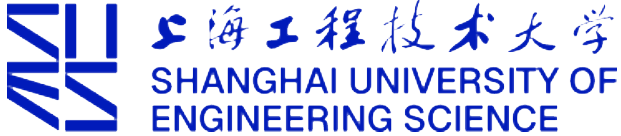 上海工程技术大学
SHANGHAI UNIVERSITY OF
ENGINEERING SCIENCE